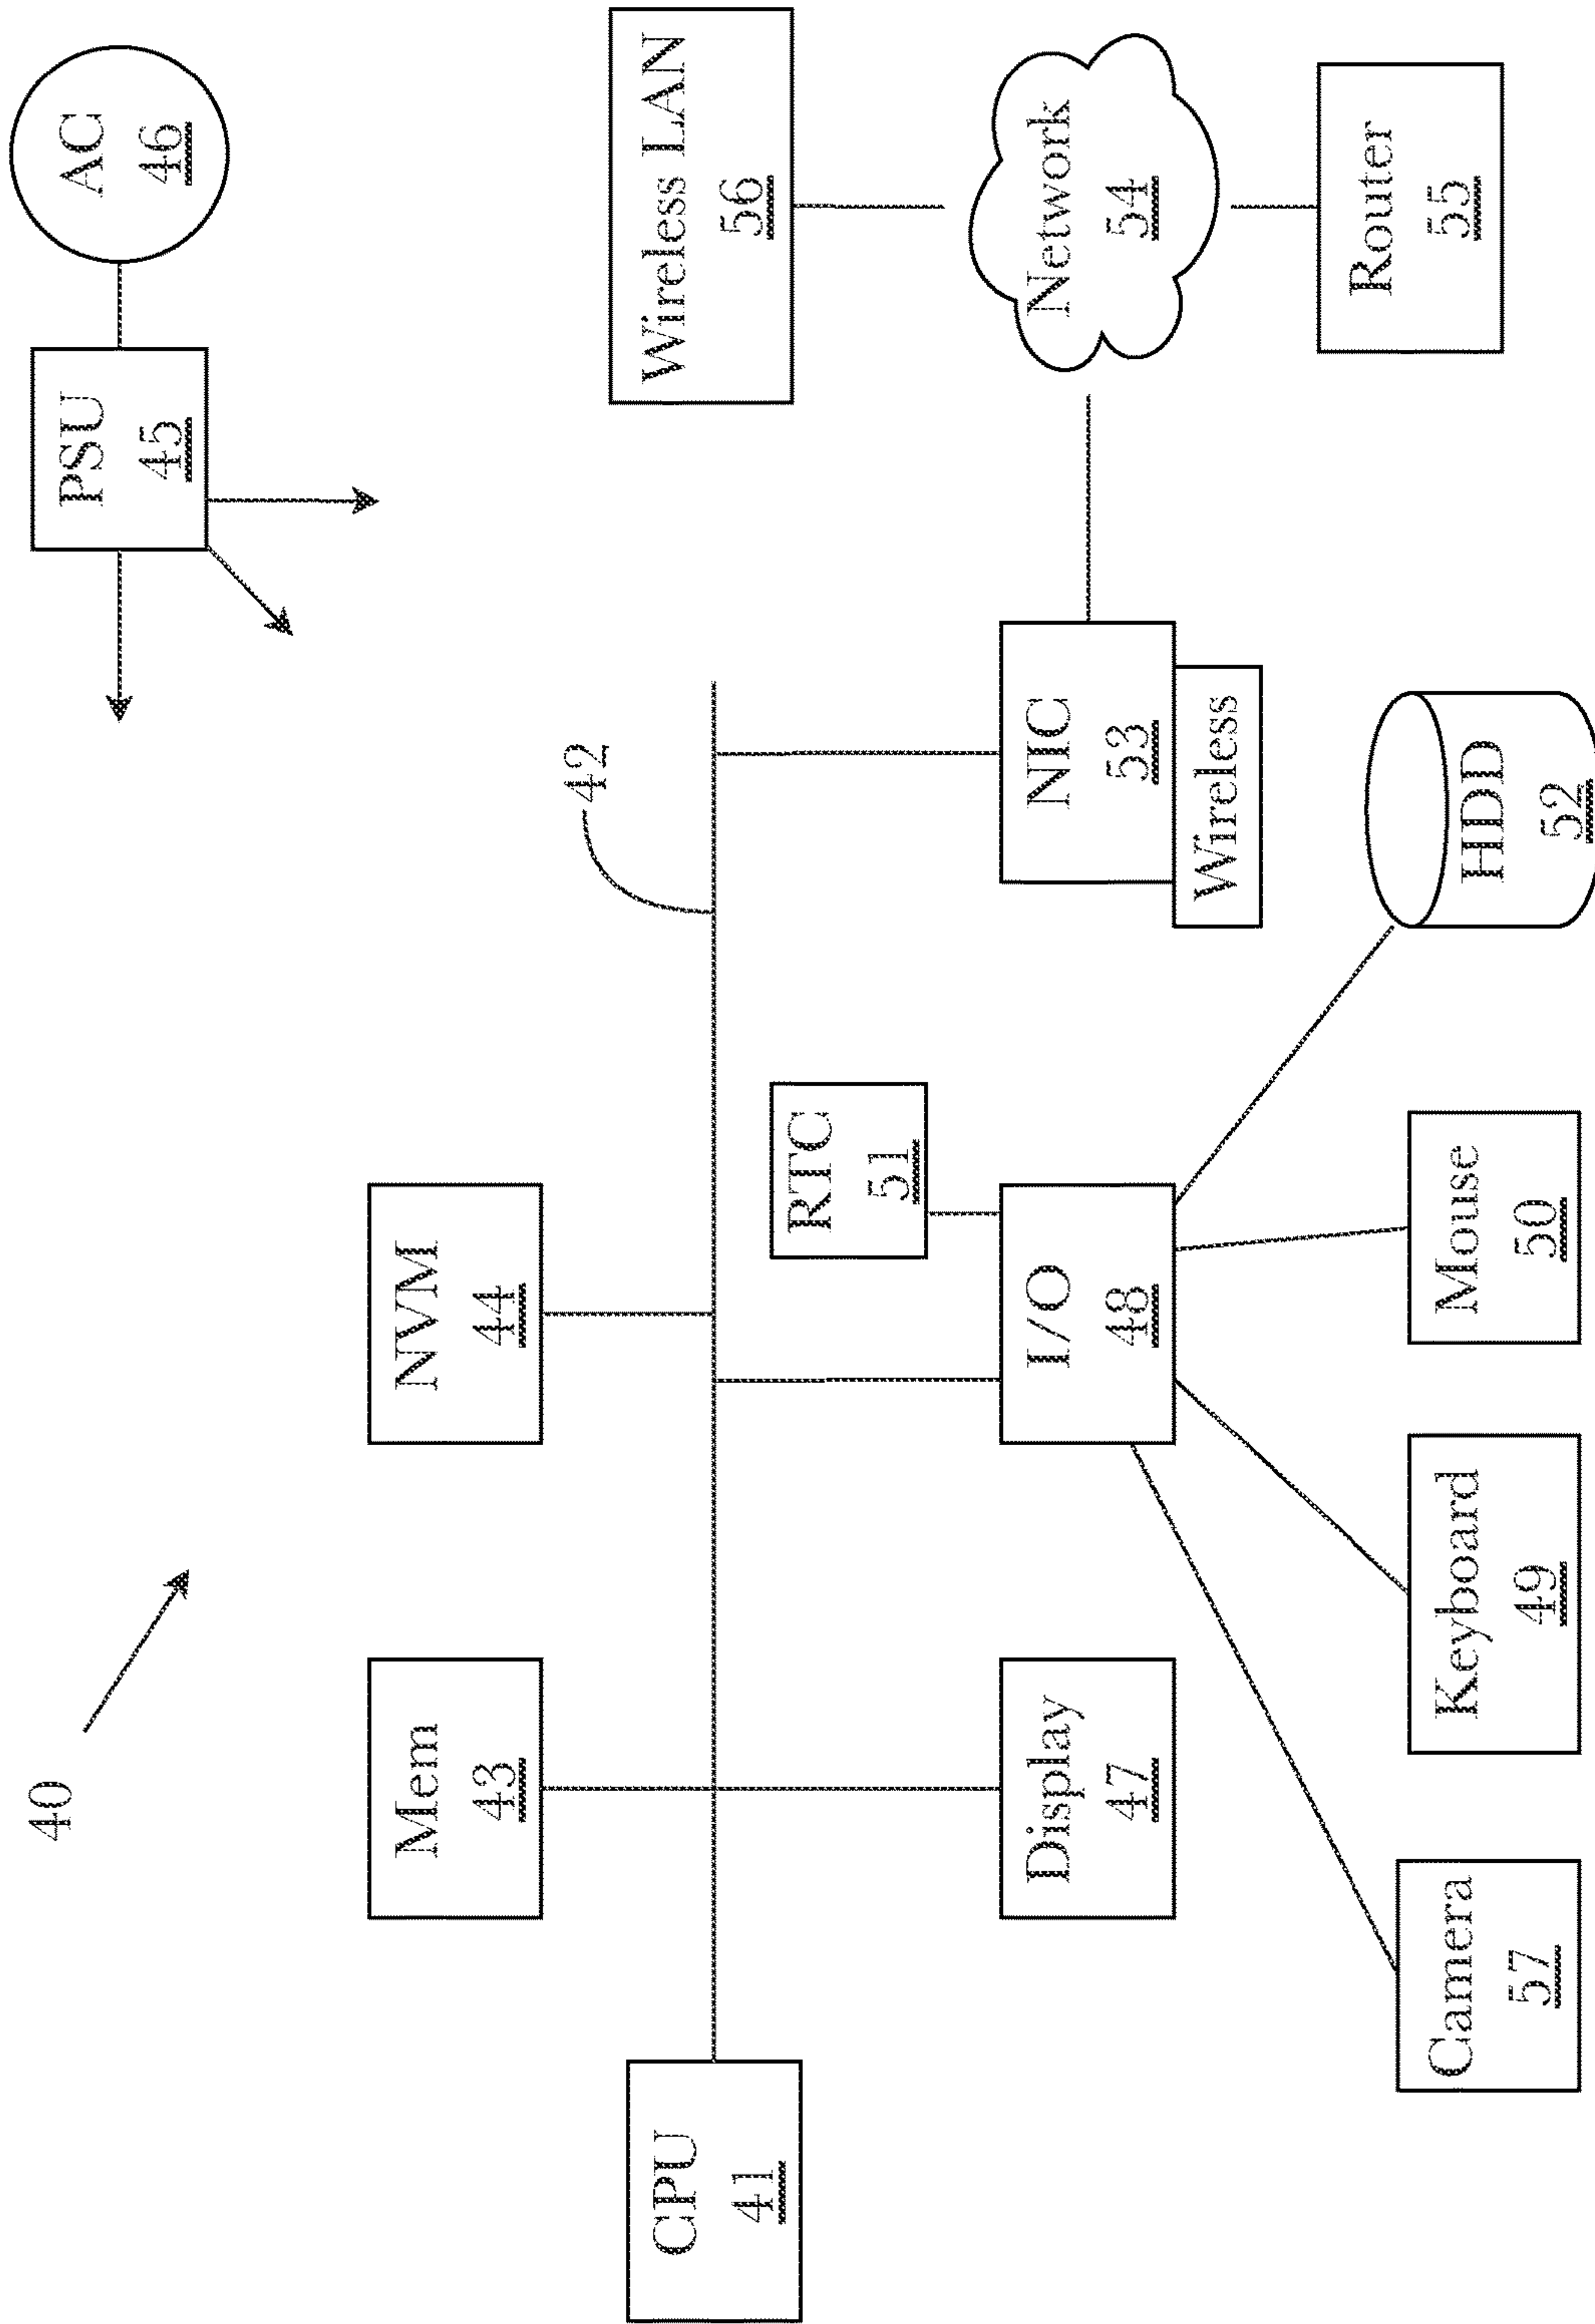 40
Mem
43
NVM
44
PSU
45
AC
46
CPU
41
42
Wireless LAN
56
RTC
51
Display
47
I/O
48
NIC
53
Wireless
Network
54
Camera
57
Keyboard
49
Mouse
50
HDD
52
Router
55